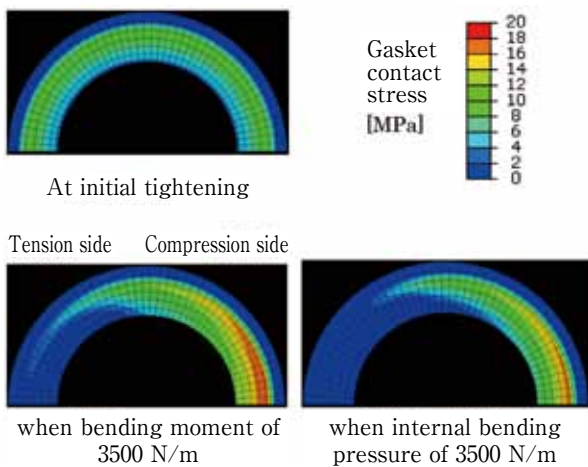 Gasket
contact
stress
[MPa]
20
18
16
14
12
10
8
6
4
2
0
At initial tightening
Tension side Compression side
when bending moment of
3500 N/m
when internal bending
pressure of 3500 N/m